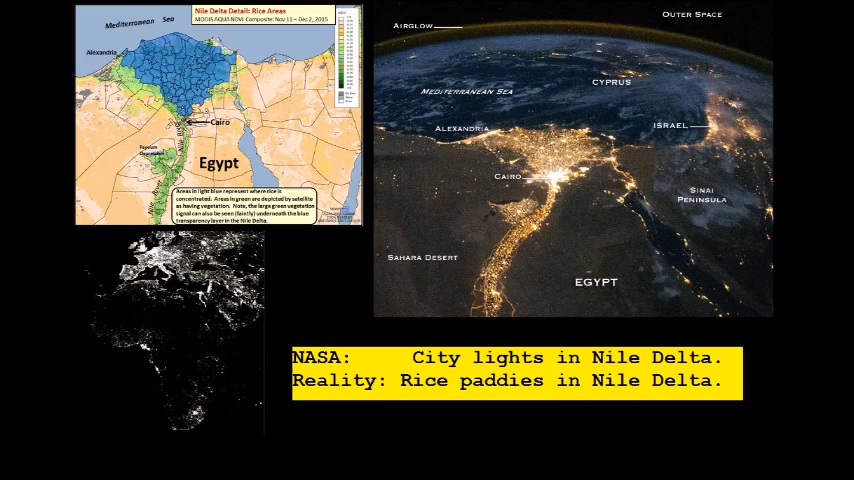 Nile Delta Detail: Rice Areas
MODIS AQUA NDVI Composite: Nov 11 – Dec 2, 2015
Mediterranean Sea
Alexandria
Cairo
Nile River
Fayoum
Depression
Egypt
Areas in light blue represent where rice is
concentrated. Areas in green are depicted by satellite
as having vegetation. Note, the large green vegetation
signal can also be seen (faintly) underneath the blue
transparency layer in the Nile Delta.
AIRGLOW
OUTER SPACE
MEDITERRANEAN SEA
CYPRUS
ALEXANDRIA
ISRAEL
CAIRO
SINAI
PENINSULA
SAHARA DESERT
EGYPT
NASA: City lights in Nile Delta.
Reality: Rice paddies in Nile Delta.